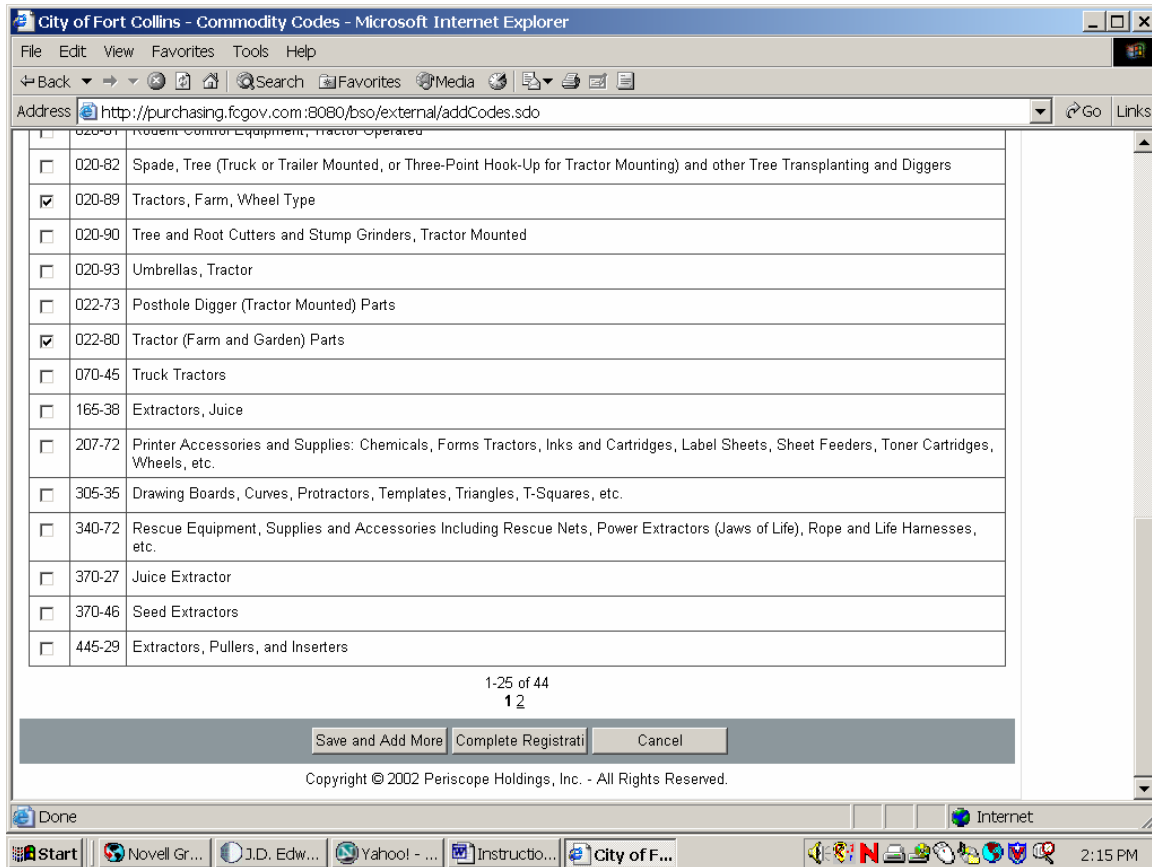 City of Fort Collins - Commodity Codes - Microsoft Internet Explorer
File Edit View Favorites Tools Help
Back Search Favorites Media
Address http://purchasing.fcgov.com:8080/bso/external/addCodes.sdo Go Links
020-81 Rodent Control Equipment, Tractor Operated
020-82 Spade, Tree (Truck or Trailer Mounted, or Three-Point Hook-Up for Tractor Mounting) and other Tree Transplanting and Diggers
020-89 Tractors, Farm, Wheel Type
020-90 Tree and Root Cutters and Stump Grinders, Tractor Mounted
020-93 Umbrellas, Tractor
022-73 Posthole Digger (Tractor Mounted) Parts
022-80 Tractor (Farm and Garden) Parts
070-45 Truck Tractors
165-38 Extractors, Juice
207-72 Printer Accessories and Supplies: Chemicals, Forms Tractors, Inks and Cartridges, Label Sheets, Sheet Feeders, Toner Cartridges,
Wheels, etc.
305-35 Drawing Boards, Curves, Protractors, Templates, Triangles, T-Squares, etc.
340-72 Rescue Equipment, Supplies and Accessories Including Rescue Nets, Power Extractors (Jaws of Life), Rope and Life Harnesses,
etc.
370-27 Juice Extractor
370-46 Seed Extractors
445-29 Extractors, Pullers, and Inserters
1-25 of 44
1 2
Save and Add More Complete Registrati Cancel
Copyright © 2002 Periscope Holdings, Inc. - All Rights Reserved.
Done Internet
Start Novell Gr... J.D. Edw... Yahoo! - ... Instructio... City of F... N 2:15 PM